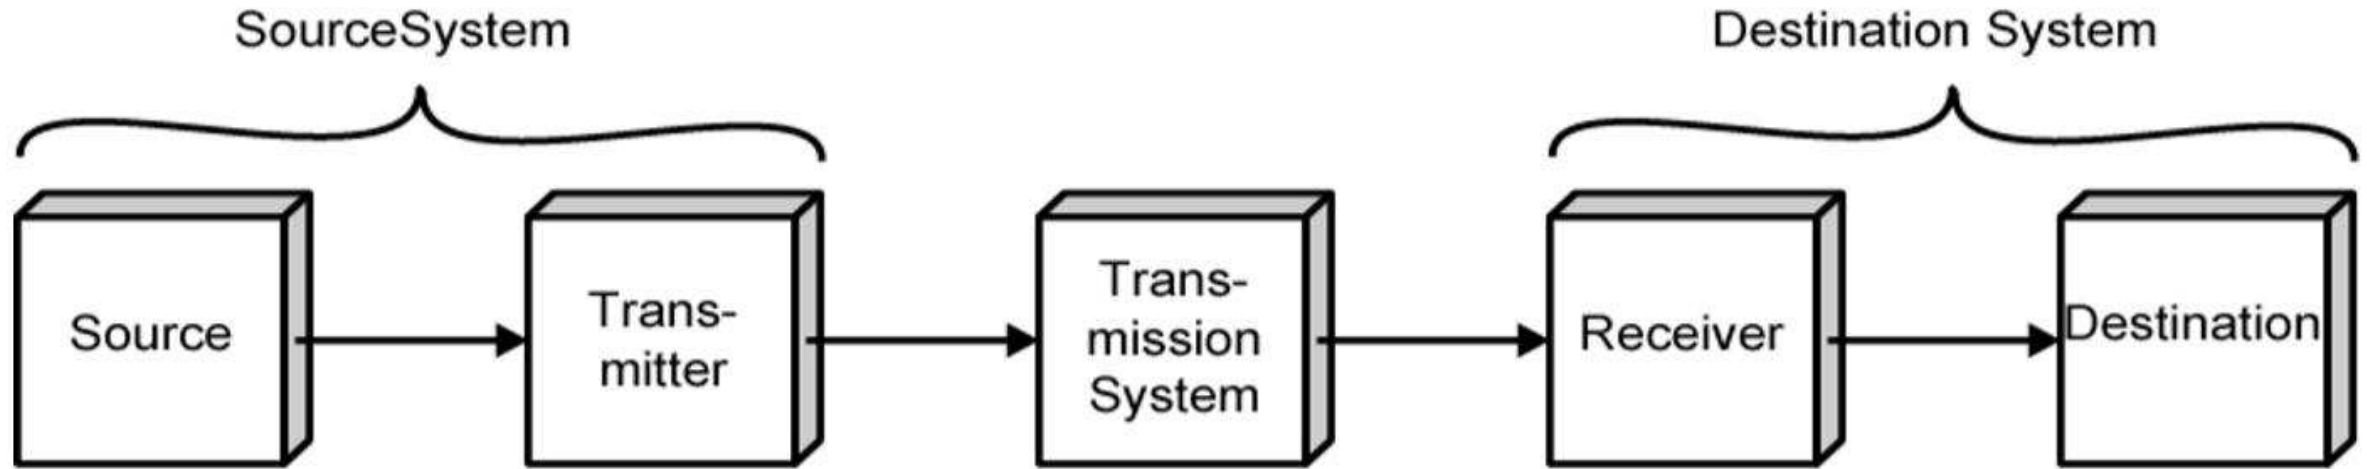 SourceSystem
Destination System
Source
Trans-
mitter
Trans-
mission
System
Receiver
Destination